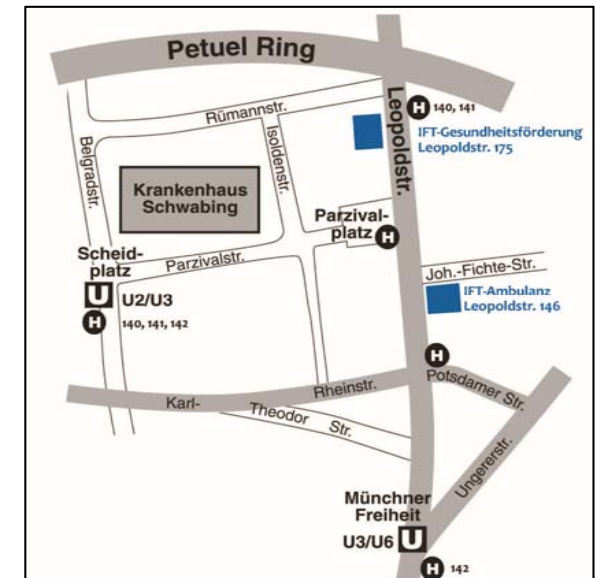 Petuel Ring
Leopoldstr.
H 140, 141
Rümannstr.
IFT-Gesundheitsförderung
Leopoldstr. 175
Isoldenstr.
Belgradstr.
Krankenhaus
Schwabing
Parzival-
platz
H
Scheid-
platz
Parzivalstr.
Joh.-Fichte-Str.
U U2/U3
IFT-Ambulanz
Leopoldstr. 146
H 140, 141, 142
H
Potsdamer Str.
Rheinstr.
Karl-
Theodor Str.
Ungererstr.
Münchner
Freiheit
U3/U6 U
H 142